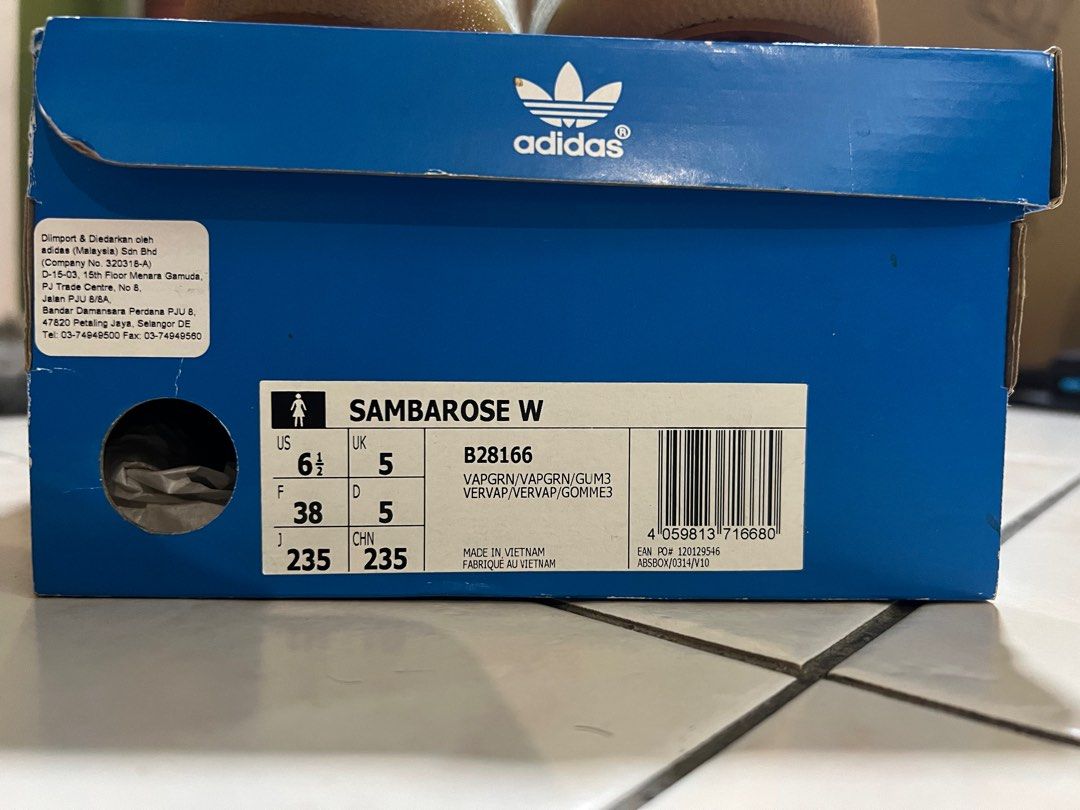 adidas®
Diimport & Diedarkan oleh
adidas (Malaysia) Sdn Bhd
(Company No. 320318-A)
D-15-03, 15th Floor Menara Gamuda,
PJ Trade Centre, No 8,
Jalan PJU 8/8A,
Bandar Damansara Perdana PJU 8,
47820 Petaling Jaya, Selangor DE
Tel: 03-74949500 Fax: 03-74949560
SAMBAROSE W
US 6½ UK 5
F 38 D 5
J 235 CHN 235
B28166
VAPGRN/VAPGRN/GUM3
VERVAP/VERVAP/GOMME3
MADE IN VIETNAM
FABRIQUÉ AU VIETNAM
4 059813 716680
EAN PO# 120129546
ABSBOX/0314/V10